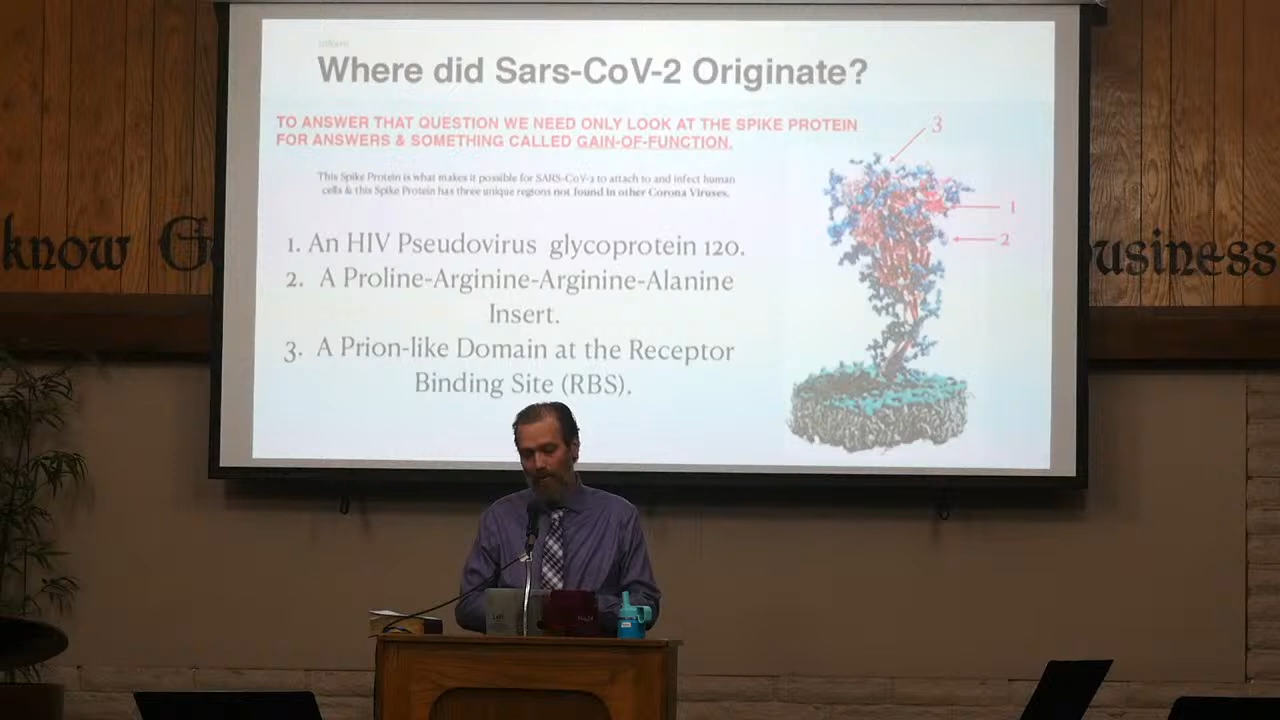 Where did Sars-CoV-2 Originate?
TO ANSWER THAT QUESTION WE NEED ONLY LOOK AT THE SPIKE PROTEIN
FOR ANSWERS & SOMETHING CALLED GAIN-OF-FUNCTION.
This Spike Protein is what makes it possible for SARS-CoV-2 to attach to and infect human
cells & this Spike Protein has three unique regions not found in other Corona Viruses.
1. An HIV Pseudovirus glycoprotein 120.
2. A Proline-Arginine-Arginine-Alanine
Insert.
3. A Prion-like Domain at the Receptor
Binding Site (RBS).
3
1
2
know
business